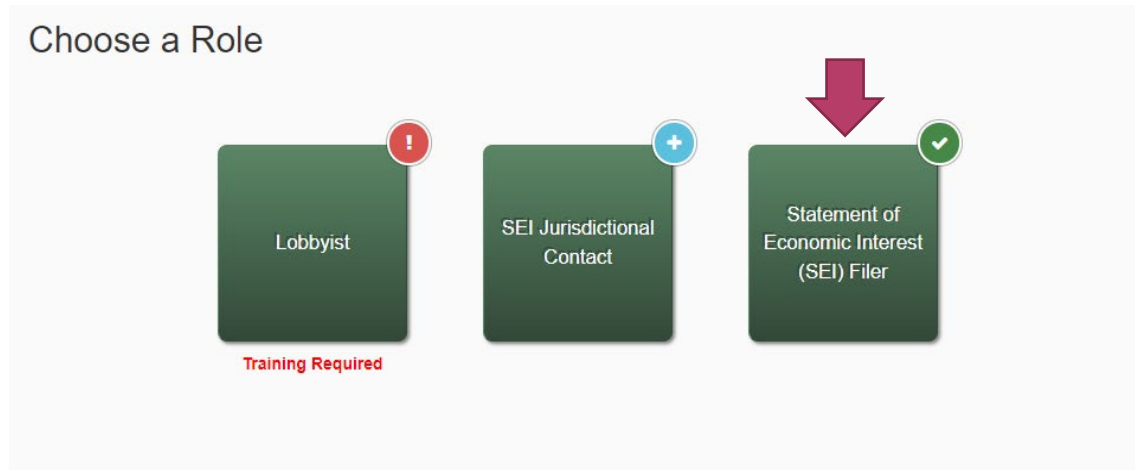 Choose a Role
Lobbyist
Training Required
SEI Jurisdictional
Contact
Statement of
Economic Interest
(SEI) Filer